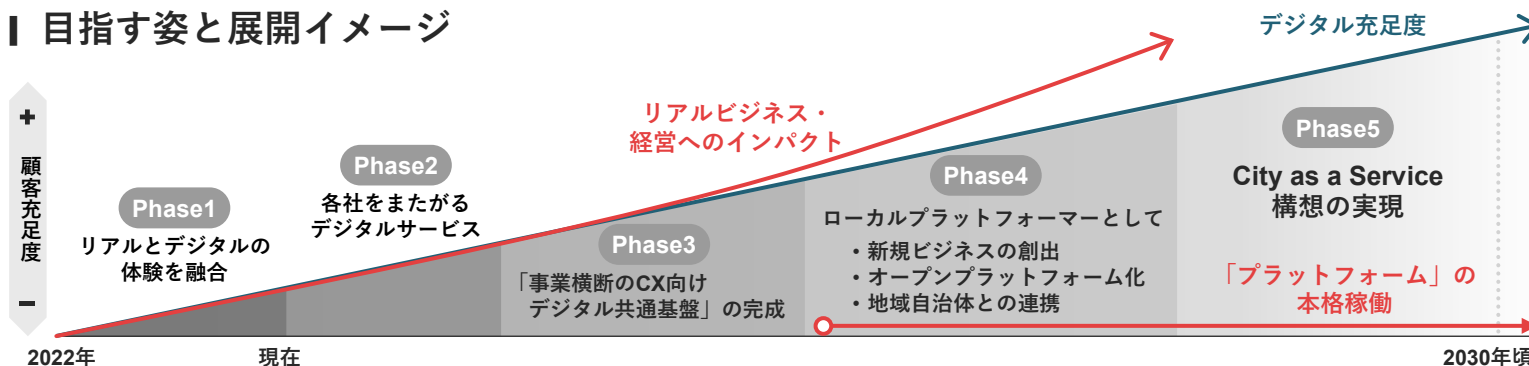 目指す姿と展開イメージ
デジタル充足度
+
顧客充足度
−
リアルビジネス・
経営へのインパクト
Phase1
リアルとデジタルの
体験を融合
Phase2
各社をまたがる
デジタルサービス
Phase3
「事業横断のCX向け
デジタル共通基盤」の完成
Phase4
ローカルプラットフォーマーとして
・新規ビジネスの創出
・オープンプラットフォーム化
・地域自治体との連携
Phase5
City as a Service
構想の実現
「プラットフォーム」の
本格稼働
2022年
現在
2030年頃